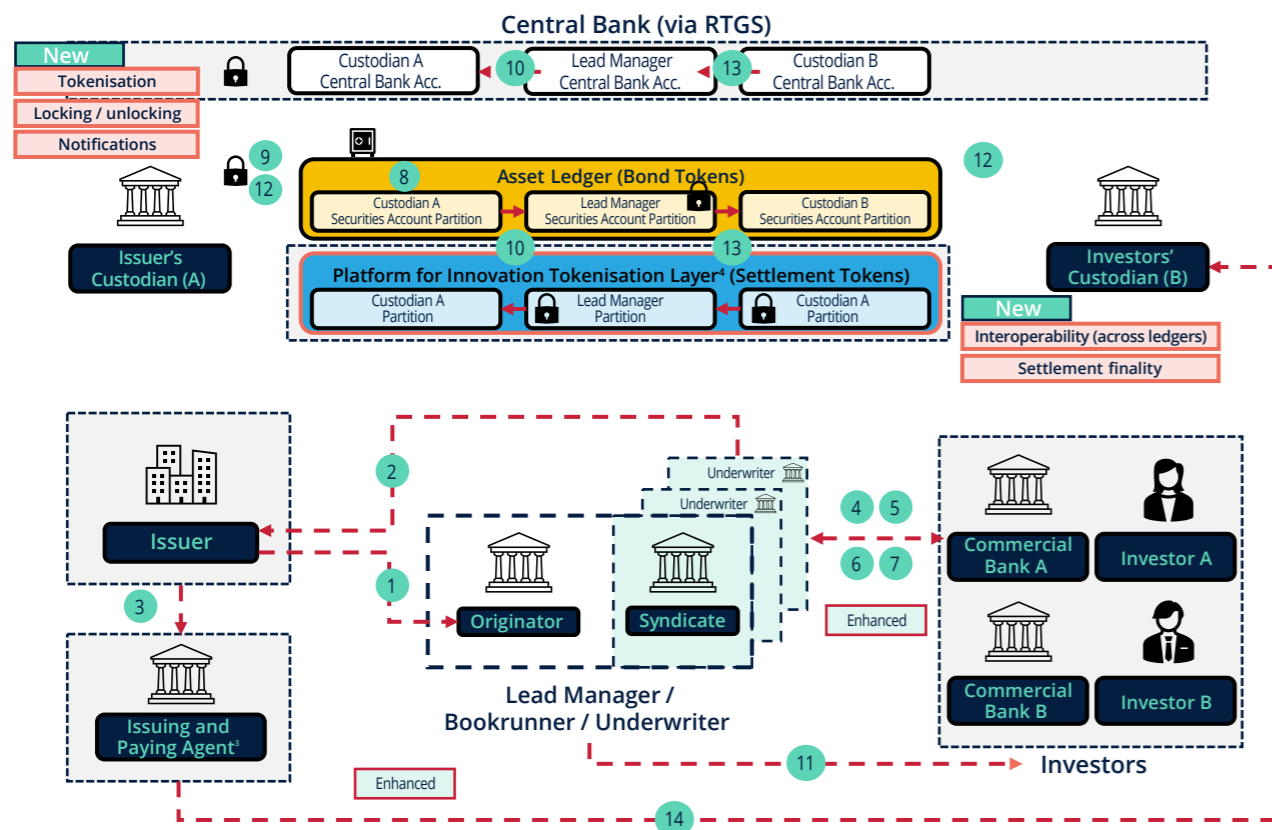 Central Bank (via RTGS)
New
Tokenisation
Locking / unlocking
Notifications
Custodian A
Central Bank Acc.
10
Lead Manager
Central Bank Acc.
13
Custodian B
Central Bank Acc.
9
12
8
Asset Ledger (Bond Tokens)
Custodian A
Securities Account Partition
Lead Manager
Securities Account Partition
Custodian B
Securities Account Partition
12
10
13
Issuer's
Custodian (A)
Platform for Innovation Tokenisation Layer⁴ (Settlement Tokens)
Custodian A
Partition
Lead Manager
Partition
Custodian A
Partition
Investors'
Custodian (B)
New
Interoperability (across ledgers)
Settlement finality
Issuer
2
1
3
Underwriter
Underwriter
Originator
Syndicate
4
5
6
7
Enhanced
Commercial
Bank A
Investor A
Commercial
Bank B
Investor B
Issuing and
Paying Agent³
Lead Manager /
Bookrunner / Underwriter
11
Investors
Enhanced
14